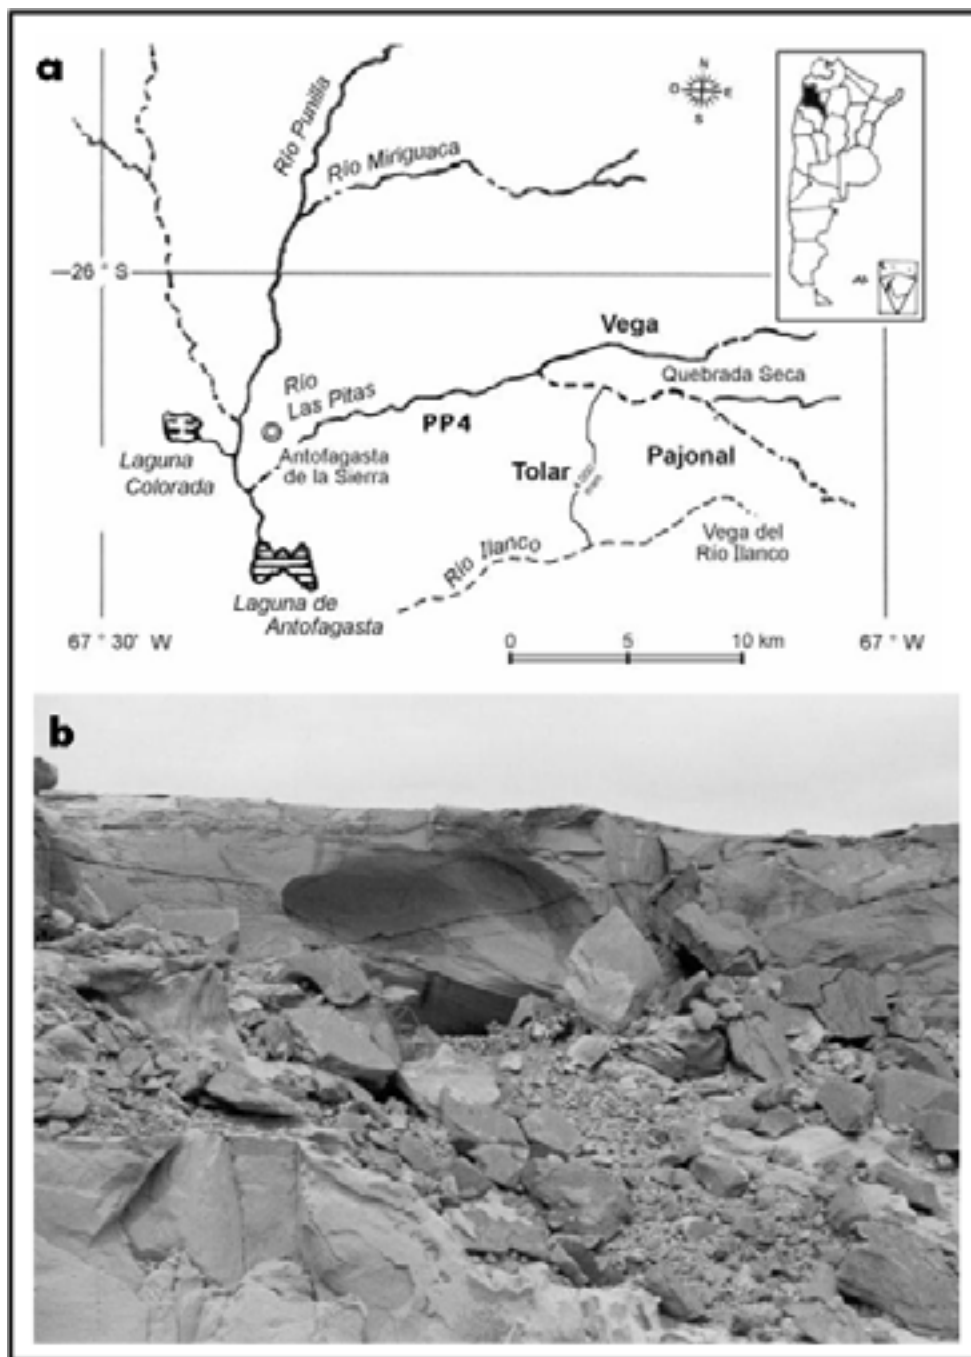 a
N
O E
S
Río Punilla
Río Miriguaca
26 ° S
Vega
Río
Las Pitas
Quebrada Seca
PP4
Antofagasta
de la Sierra
Laguna
Colorada
Tolar
Pajonal
Río Ilanco
Vega del
Río Ilanco
Laguna de
Antofagasta
67 ° 30' W
0 5 10 km
67 ° W
b